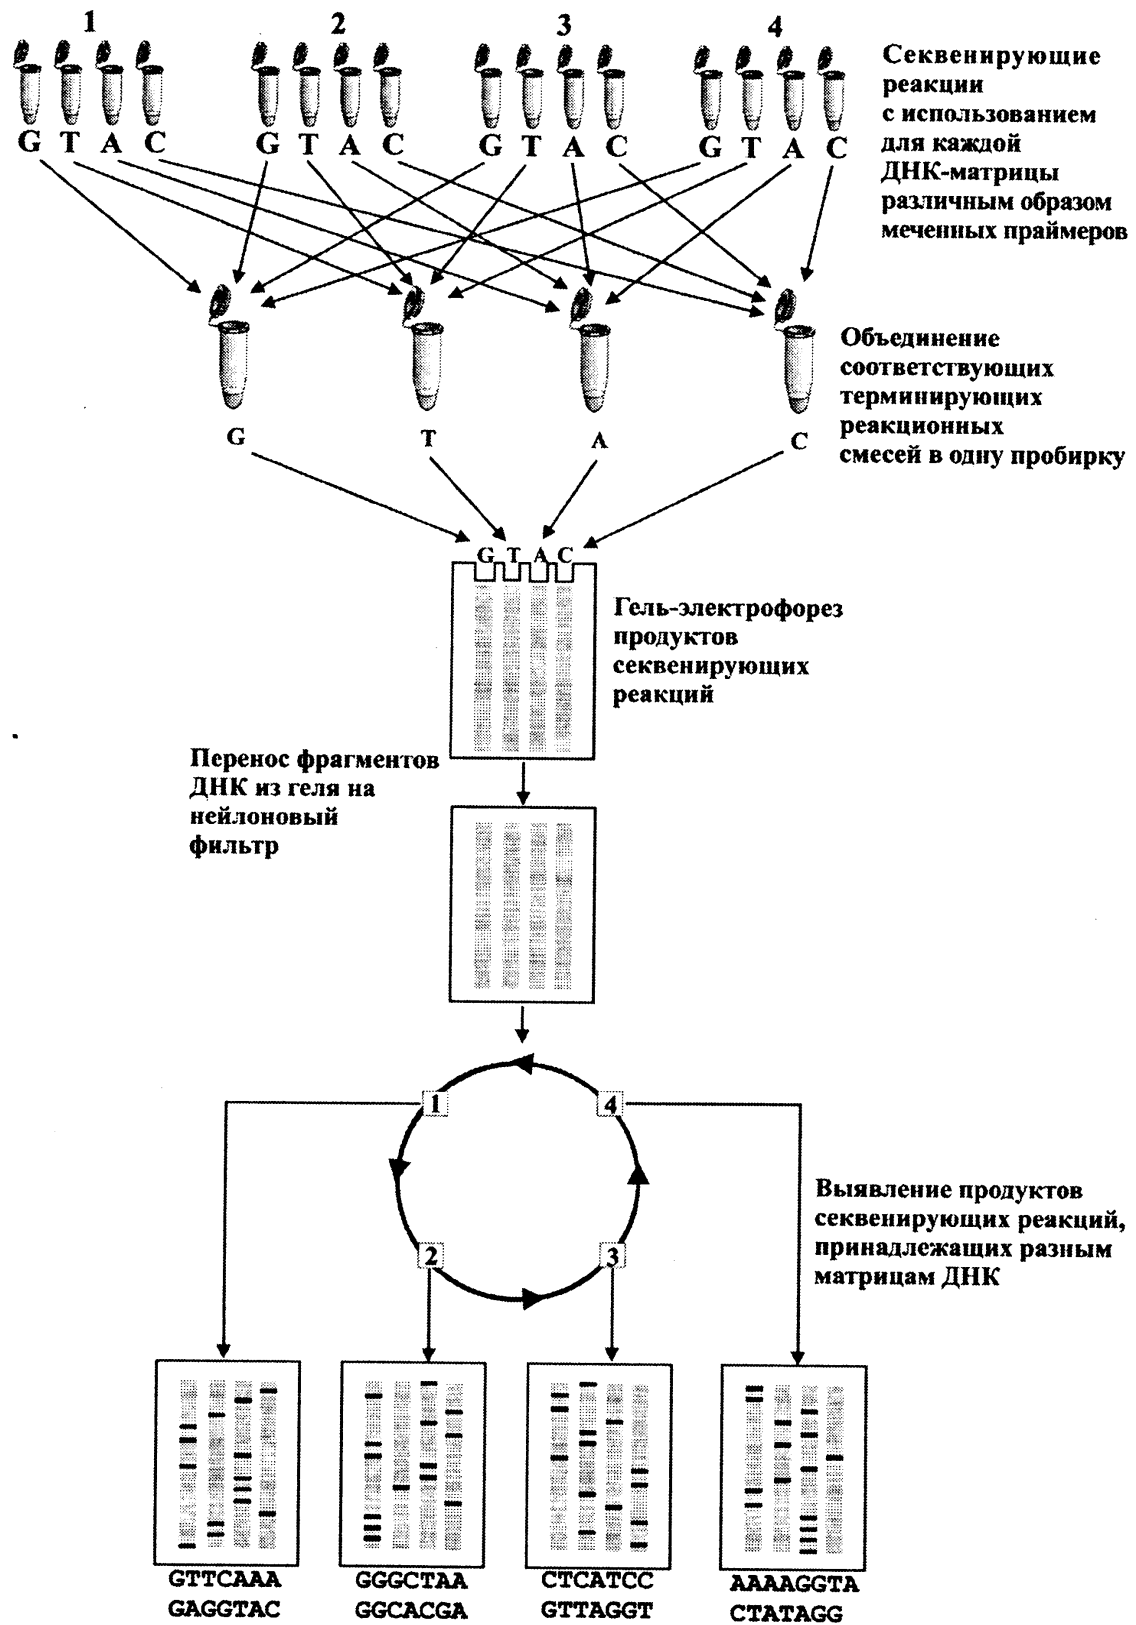 1 2 3 4
G T A C G T A C G T A C G T A C
Секвенирующие
реакции
с использованием
для каждой
ДНК-матрицы
различным образом
меченных праймеров
Объединение
соответствующих
терминирующих
реакционных
смесей в одну пробирку
G T A C
G T A C
Гель-электрофорез
продуктов
секвенирующих
реакций
Перенос фрагментов
ДНК из геля на
нейлоновый
фильтр
1 4
2 3
Выявление продуктов
секвенирующих реакций,
принадлежащих разным
матрицам ДНК
GTTCAAA
GAGGTAC
GGGCTAA
GGCACGA
CTCATCC
GTTAGGT
AAAAGGTA
CTATAGG